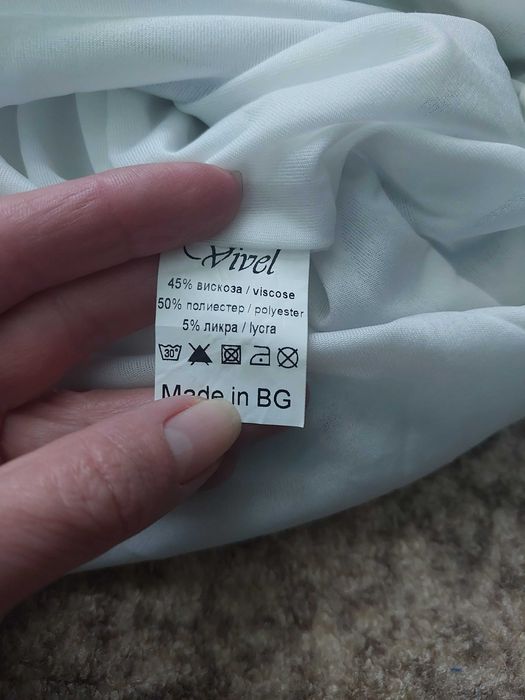 Vivel
45% вискоза / viscose
50% полиестер / polyester
5% ликра / lycra
30°
Made in BG